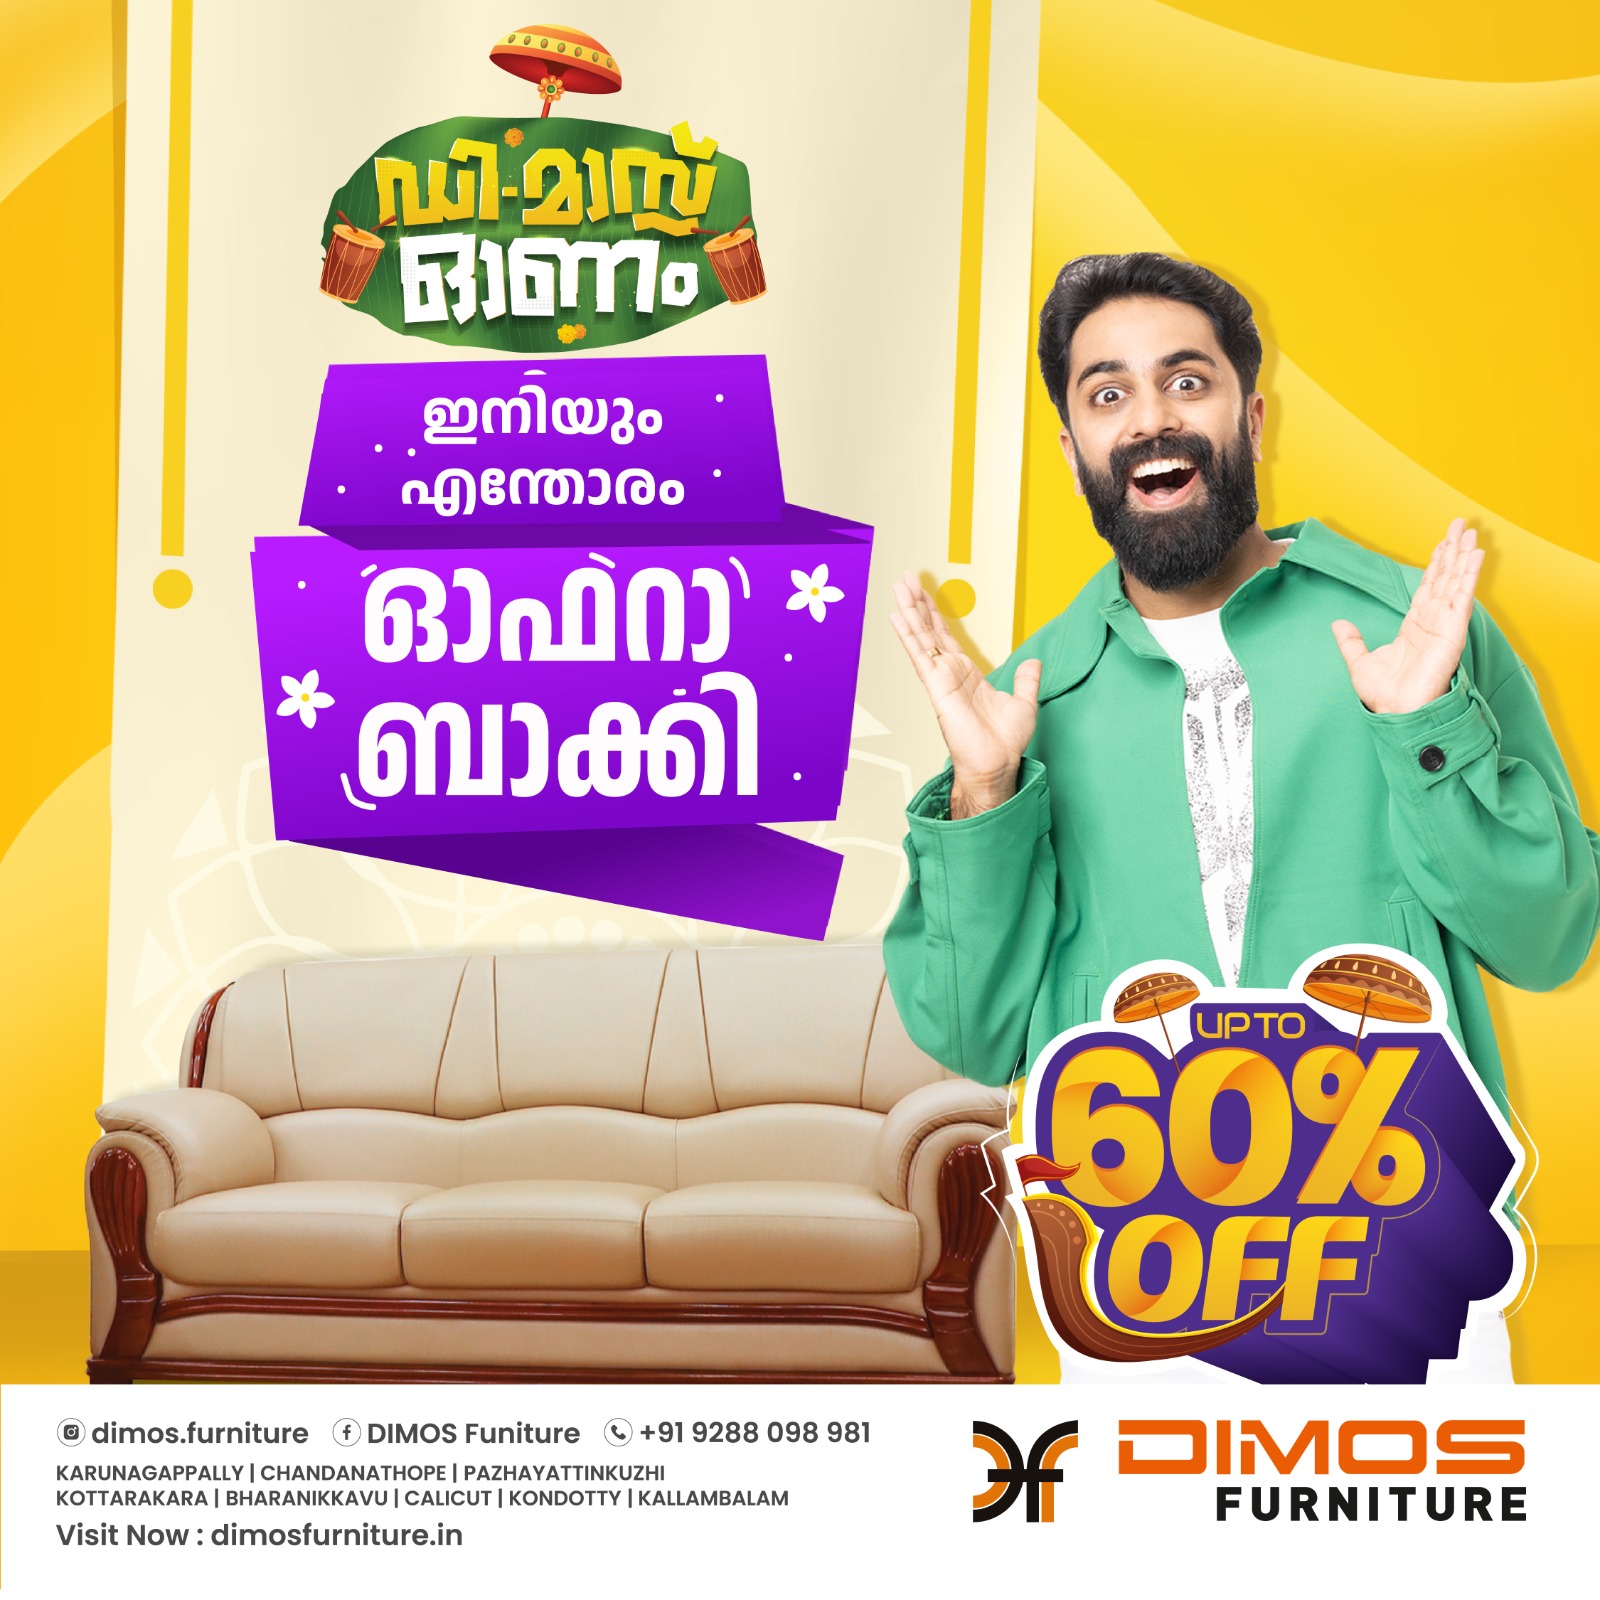 ഡി-മാസ്സ്
ഓണം
ഇനിയും
എന്തോരം
ഓഫറാ
ബാക്കി
UPTO
60%
OFF
dimos.furniture DIMOS Funiture +91 9288 098 981
KARUNAGAPPALLY | CHANDANATHOPE | PAZHAYATTINKUZHI
KOTTARAKARA | BHARANIKKAVU | CALICUT | KONDOTTY | KALLAMBALAM
Visit Now : dimosfurniture.in
DIMOS
FURNITURE